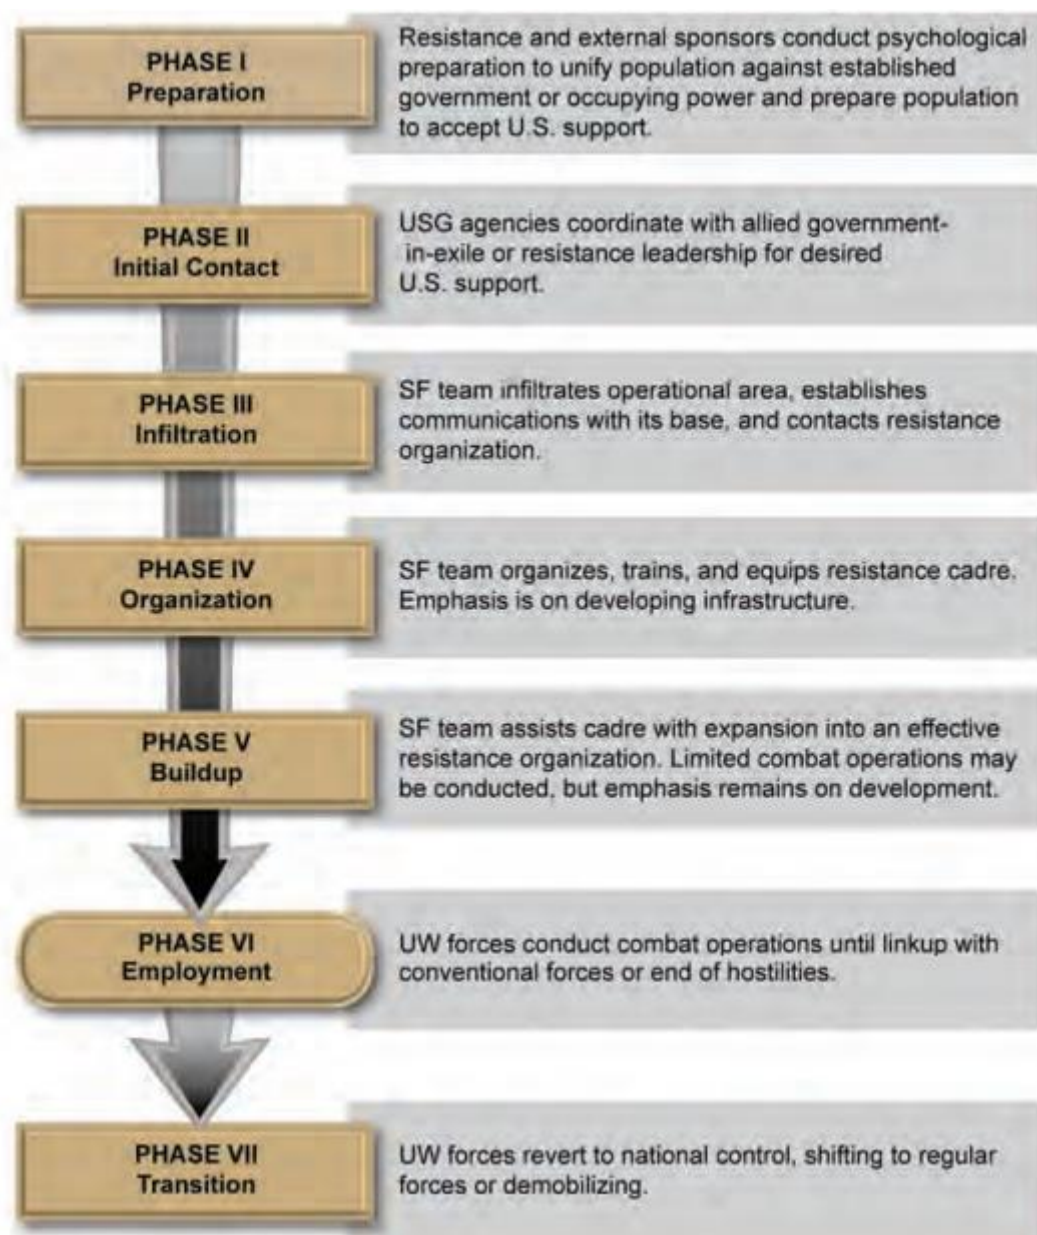 PHASE I
Preparation
Resistance and external sponsors conduct psychological
preparation to unify population against established
government or occupying power and prepare population
to accept U.S. support.
PHASE II
Initial Contact
USG agencies coordinate with allied government-
in-exile or resistance leadership for desired
U.S. support.
PHASE III
Infiltration
SF team infiltrates operational area, establishes
communications with its base, and contacts resistance
organization.
PHASE IV
Organization
SF team organizes, trains, and equips resistance cadre.
Emphasis is on developing infrastructure.
PHASE V
Buildup
SF team assists cadre with expansion into an effective
resistance organization. Limited combat operations may
be conducted, but emphasis remains on development.
PHASE VI
Employment
UW forces conduct combat operations until linkup with
conventional forces or end of hostilities.
PHASE VII
Transition
UW forces revert to national control, shifting to regular
forces or demobilizing.